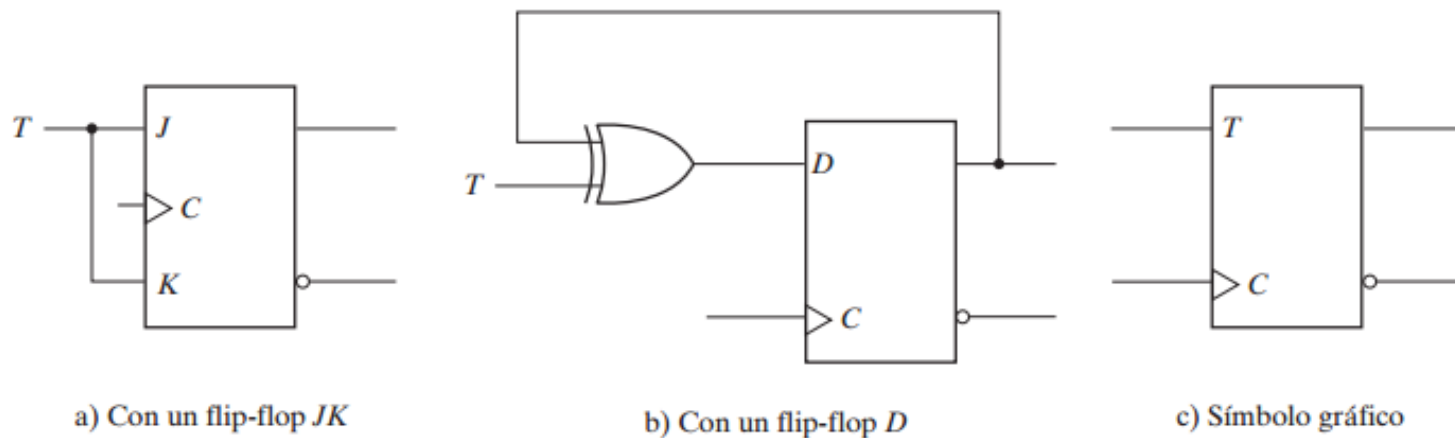 T
J
C
K
a) Con un flip-flop JK
T
D
C
b) Con un flip-flop D
T
C
c) Símbolo gráfico